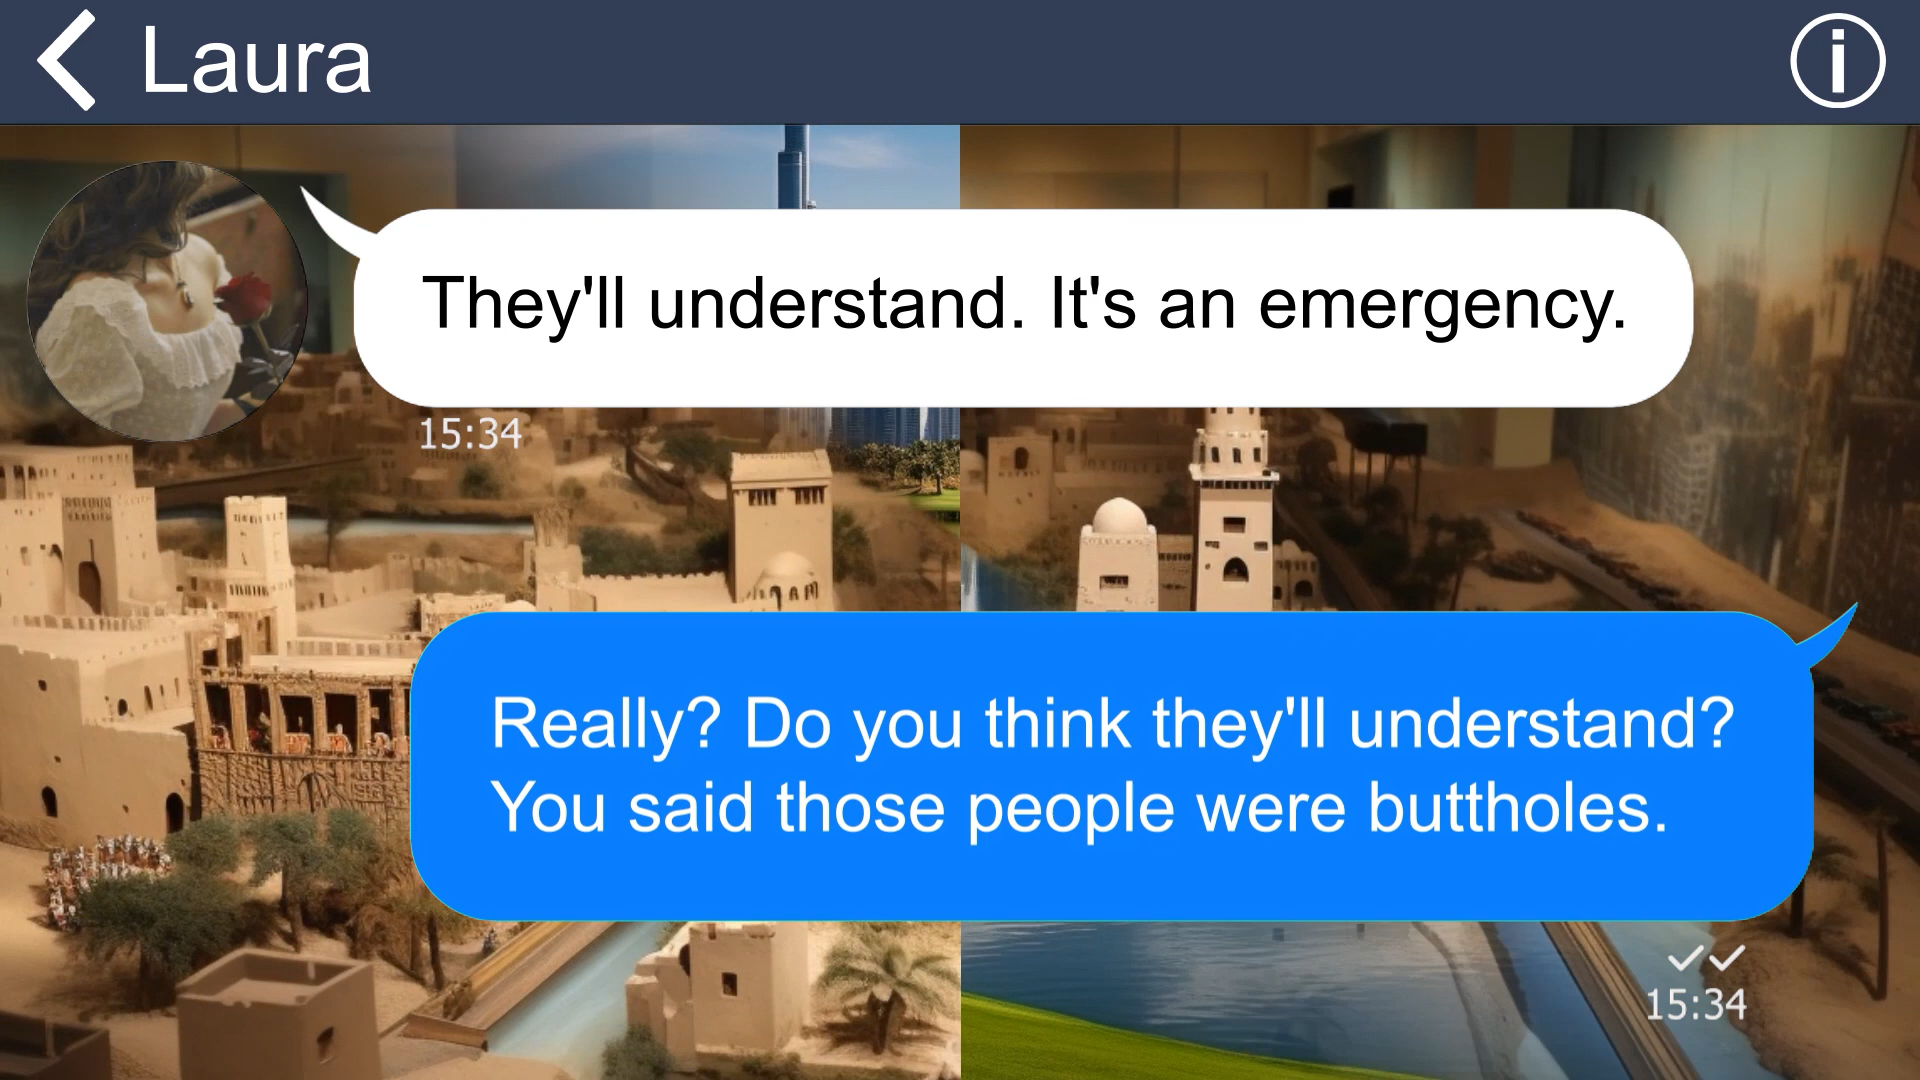 Laura
They'll understand. It's an emergency.
15:34
Really? Do you think they'll understand?
You said those people were buttholes.
15:34